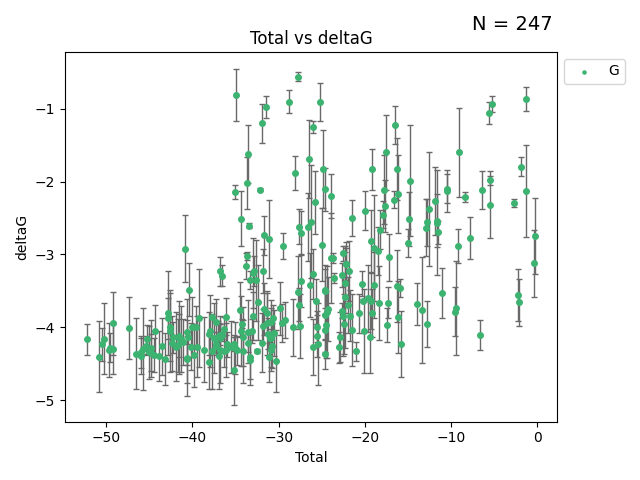 N = 247
Total vs deltaG
G
deltaG
−1
−2
−3
−4
−5
−50 −40 −30 −20 −10 0
Total